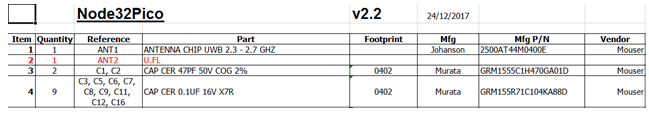 Node32Pico v2.2 24/12/2017
Item Quantity Reference Part Footprint Mfg Mfg P/N Vendor
1 1 ANT1 ANTENNA CHIP UWB 2.3 - 2.7 GHZ Johanson 2500AT44M0400E Mouser
2 1 ANT2 U.FL
3 2 C1, C2 CAP CER 47PF 50V COG 2% 0402 Murata GRM1555C1H470GA01D Mouser
4 9 C3, C5, C6, C7, C8, C9, C11, C12, C16 CAP CER 0.1UF 16V X7R 0402 Murata GRM155R71C104KA88D Mouser